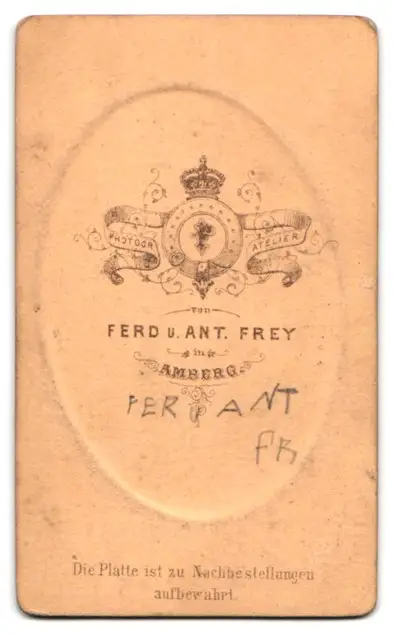 PHOTOGR. ATELIER
von
FERD U. ANT. FREY
in
AMBERG.
FER ANT
FR
Die Platte ist zu Nachbestellungen
aufbewahrt.